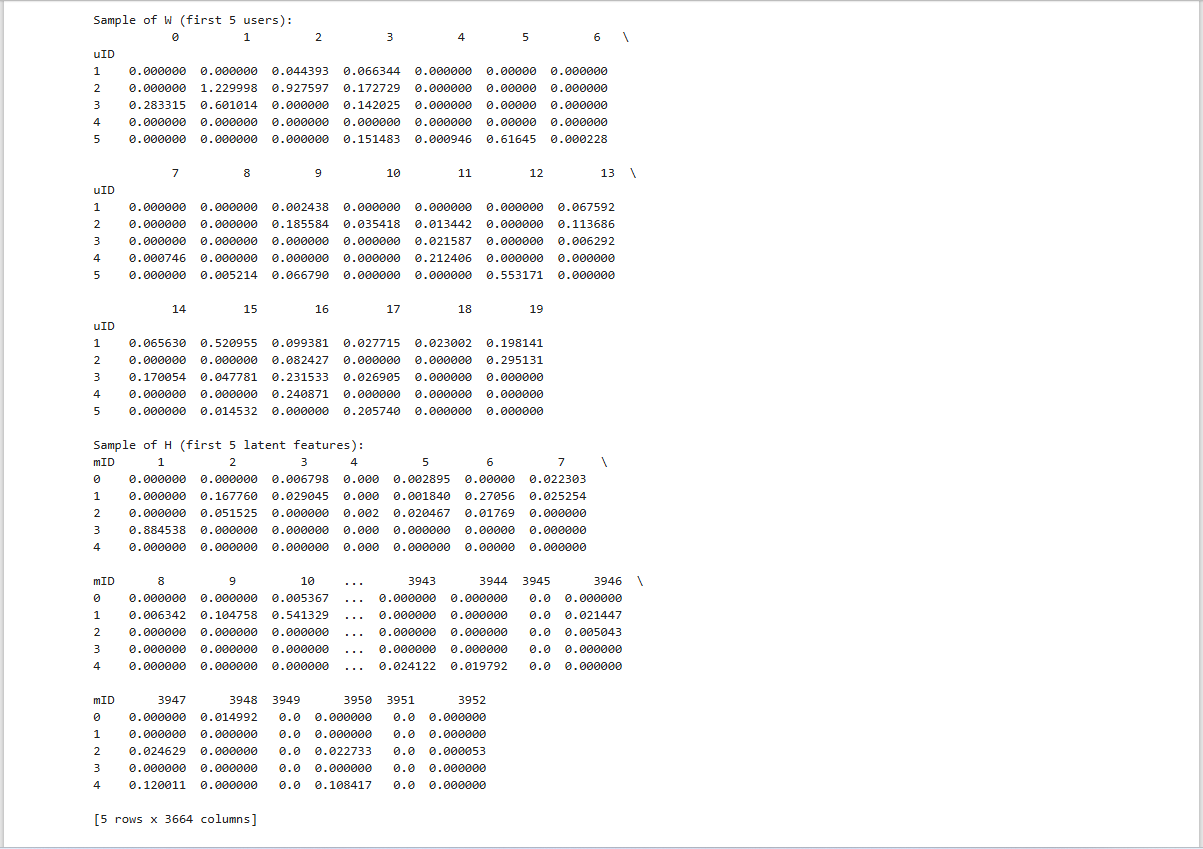 Sample of W (first 5 users):
           0         1         2         3         4        5         6   \
uID
1    0.000000  0.000000  0.044393  0.066344  0.000000  0.00000  0.000000
2    0.000000  1.229998  0.927597  0.172729  0.000000  0.00000  0.000000
3    0.283315  0.601014  0.000000  0.142025  0.000000  0.00000  0.000000
4    0.000000  0.000000  0.000000  0.000000  0.000000  0.00000  0.000000
5    0.000000  0.000000  0.000000  0.151483  0.000946  0.61645  0.000228

           7         8         9         10        11        12        13  \
uID
1    0.000000  0.000000  0.002438  0.000000  0.000000  0.000000  0.067592
2    0.000000  0.000000  0.185584  0.035418  0.013442  0.000000  0.113686
3    0.000000  0.000000  0.000000  0.000000  0.021587  0.000000  0.006292
4    0.000746  0.000000  0.000000  0.000000  0.212406  0.000000  0.000000
5    0.000000  0.005214  0.066790  0.000000  0.000000  0.553171  0.000000

           14        15        16        17        18        19
uID
1    0.065630  0.520955  0.099381  0.027715  0.023002  0.198141
2    0.000000  0.000000  0.082427  0.000000  0.000000  0.295131
3    0.170054  0.047781  0.231533  0.026905  0.000000  0.000000
4    0.000000  0.000000  0.240871  0.000000  0.000000  0.000000
5    0.000000  0.014532  0.000000  0.205740  0.000000  0.000000

Sample of H (first 5 latent features):
mID      1         2         3      4         5        6         7     \
0    0.000000  0.000000  0.006798  0.000  0.002895  0.00000  0.022303
1    0.000000  0.167760  0.029045  0.000  0.001840  0.27056  0.025254
2    0.000000  0.051525  0.000000  0.002  0.020467  0.01769  0.000000
3    0.884538  0.000000  0.000000  0.000  0.000000  0.00000  0.000000
4    0.000000  0.000000  0.000000  0.000  0.000000  0.00000  0.000000

mID      8         9         10    ...      3943      3944  3945      3946  \
0    0.000000  0.000000  0.005367  ...  0.000000  0.000000   0.0  0.000000
1    0.006342  0.104758  0.541329  ...  0.000000  0.000000   0.0  0.021447
2    0.000000  0.000000  0.000000  ...  0.000000  0.000000   0.0  0.005043
3    0.000000  0.000000  0.000000  ...  0.000000  0.000000   0.0  0.000000
4    0.000000  0.000000  0.000000  ...  0.024122  0.019792   0.0  0.000000

mID      3947      3948  3949      3950  3951      3952
0    0.000000  0.014992   0.0  0.000000   0.0  0.000000
1    0.000000  0.000000   0.0  0.000000   0.0  0.000000
2    0.024629  0.000000   0.0  0.022733   0.0  0.000053
3    0.000000  0.000000   0.0  0.000000   0.0  0.000000
4    0.120011  0.000000   0.0  0.108417   0.0  0.000000

[5 rows x 3664 columns]